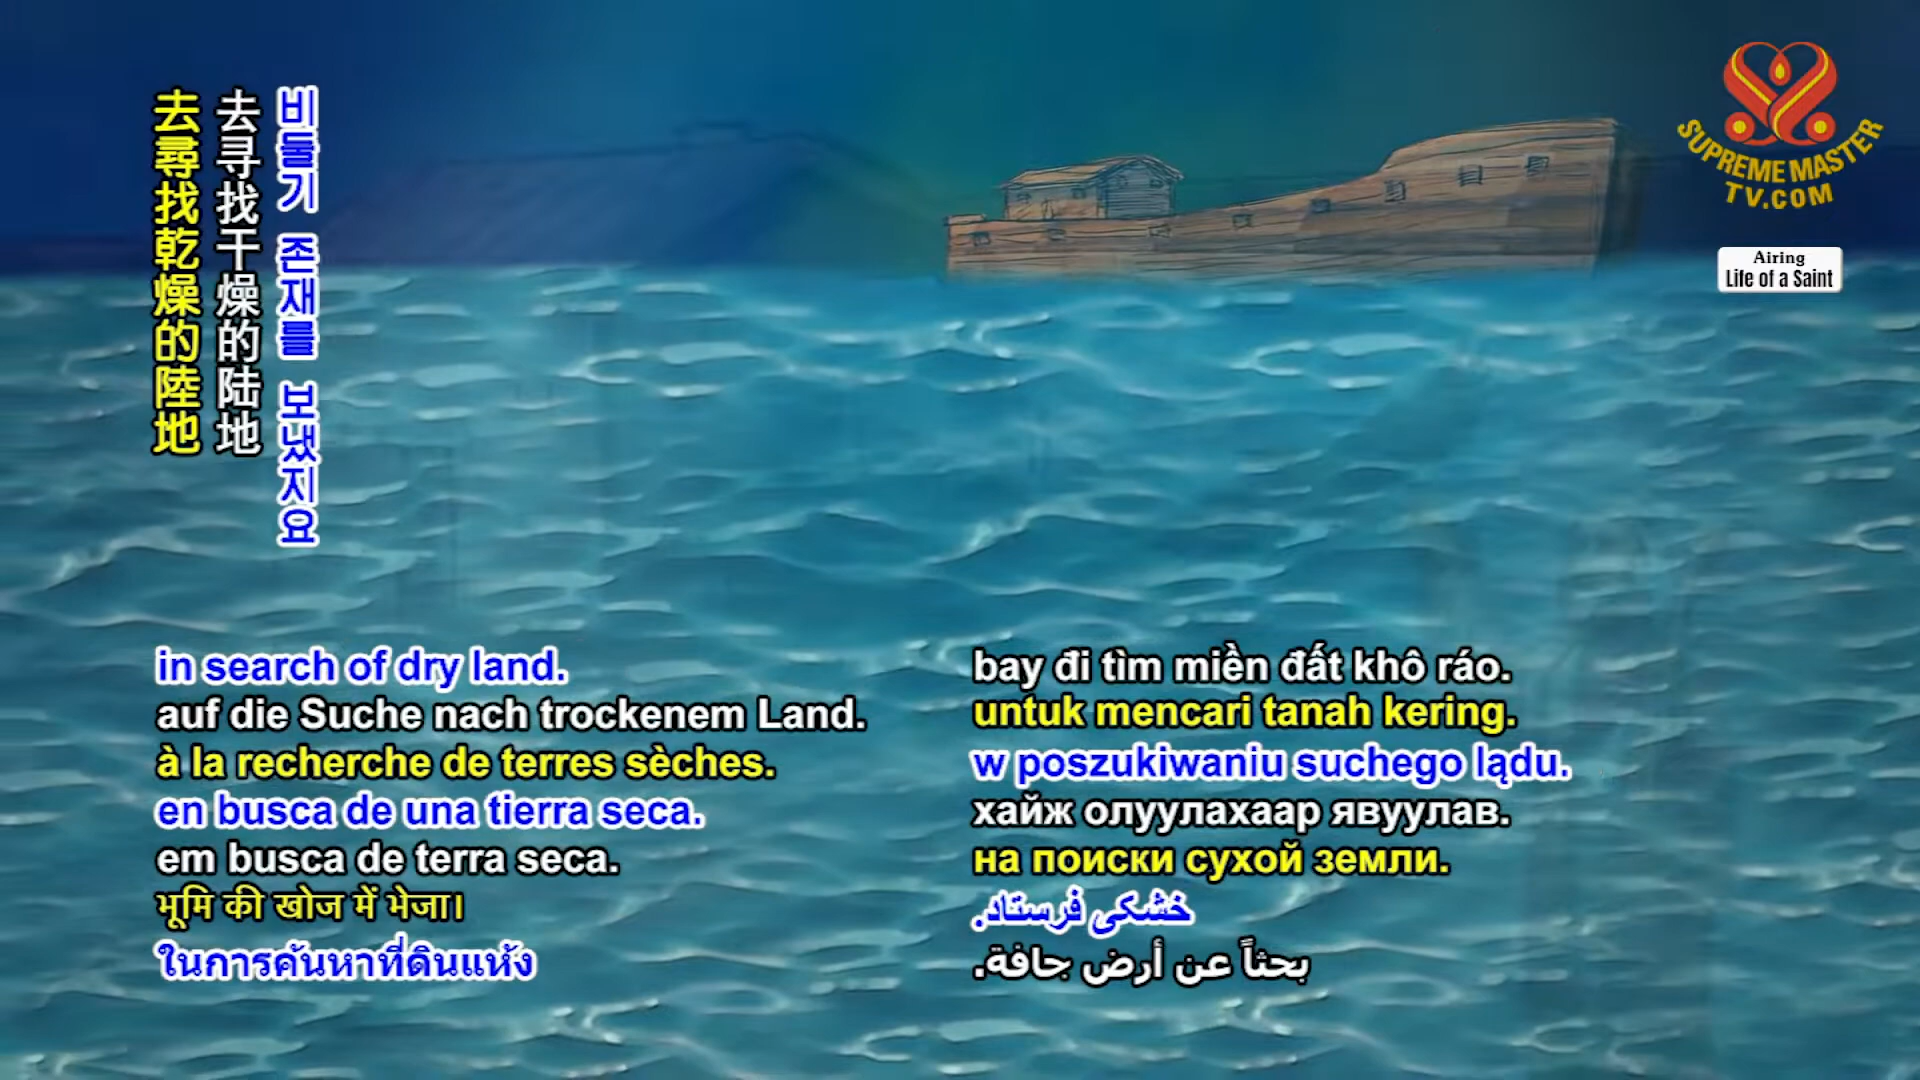 비둘기 존재를 보냈지요
去寻找干燥的陆地
去尋找乾燥的陸地
SUPREME MASTER
TV.COM
Airing
Life of a Saint
in search of dry land.
auf die Suche nach trockenem Land.
à la recherche de terres sèches.
en busca de una tierra seca.
em busca de terra seca.
भूमि की खोज में भेजा।
ในการค้นหาที่ดินแห้ง
bay đi tìm miền đất khô ráo.
untuk mencari tanah kering.
w poszukiwaniu suchego lądu.
хайж олуулахаар явуулав.
на поиски сухой земли.
خشکی فرستاد.
بحثاً عن أرض جافة.